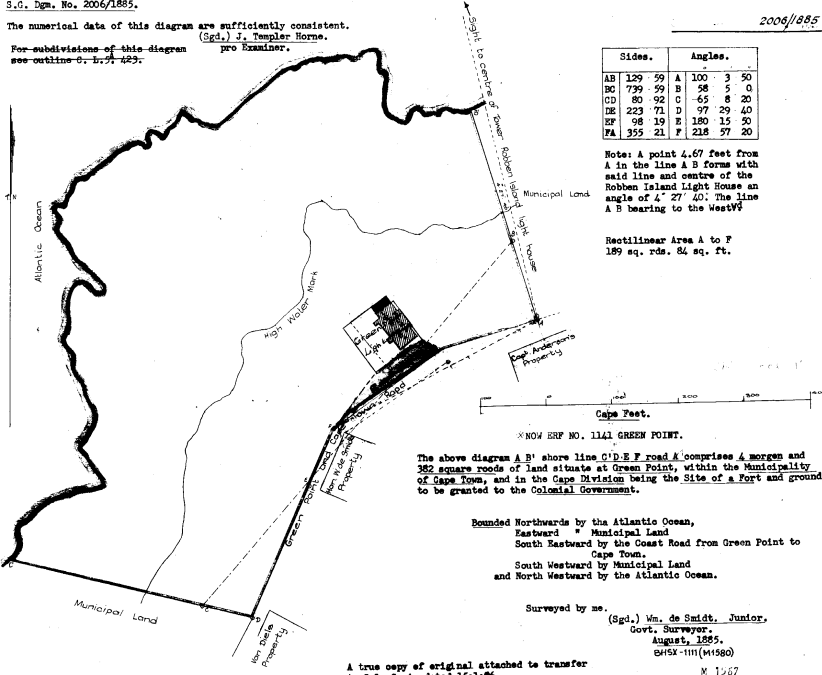 S.G. Dgm. No. 2006/1885.
2006/1885
The numerical data of this diagram are sufficiently consistent.
(Sgd.) J. Templer Horne.
pro Examiner.
For subdivisions of this diagram
see outline
Sides. Angles.
AB 129 59 A 100 3 50
BC 739 59 B 58 5 0
CD 80 92 C 65 8 20
DE 223 71 D 97 29 40
EF 98 19 E 180 15 50
FA 355 21 F 218 57 20
Note: A point 4.67 feet from
A in the line A B forms with
said line and centre of the
Robben Island Light House an
angle of 4° 27' 40". The line
A B bearing to the West
Rectilinear Area A to F
189 sq. rds. 84 sq. ft.
Sight to centre of Tower Robben Island light house
Municipal Land
Atlantic Ocean
N
High Water Mark
Green
Light
Capt. Anderson's
Property
Green Point and
Road
Property
Municipal Land
Van Diels
Property
100 0 100 200 300
Cape Feet.
NOW ERF NO. 1141 GREEN POINT.
The above diagram A B' shore line C'D·E F road A comprises 4 morgen and
382 square roods of land situate at Green Point, within the Municipality
of Cape Town, and in the Cape Division being the Site of a Fort and ground
to be granted to the Colonial Government.
Bounded Northwards by tha Atlantic Ocean,
Eastward " Municipal Land
South Eastward by the Coast Road from Green Point to
Cape Town.
South Westward by Municipal Land
and North Westward by the Atlantic Ocean.
Surveyed by me.
(Sgd.) Wm. de Smidt. Junior.
Govt. Surveyor.
August, 1885.
BHSX-1111 (M1580)
A true copy of original attached to transfer